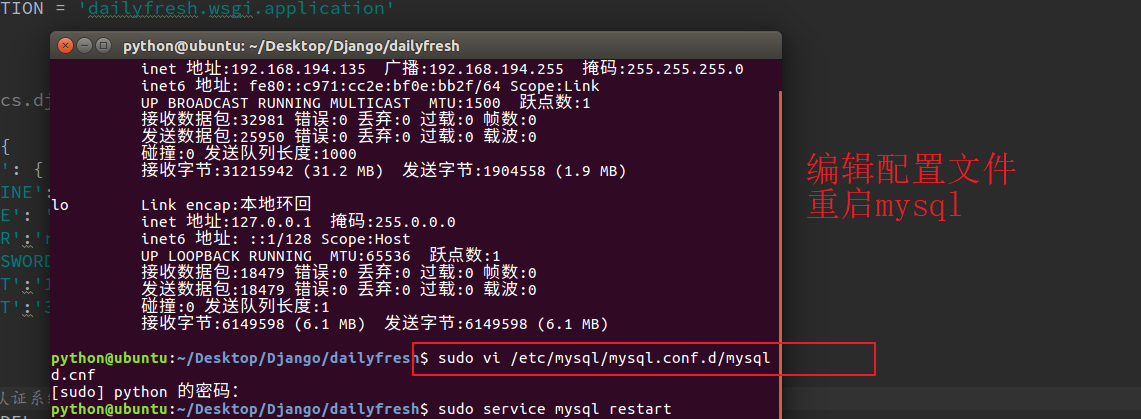 TION = 'dailyfresh.wsgi.application'
python@ubuntu: ~/Desktop/Django/dailyfresh
inet 地址:192.168.194.135 广播:192.168.194.255 掩码:255.255.255.0
inet6 地址: fe80::c971:cc2e:bf0e:bb2f/64 Scope:Link
UP BROADCAST RUNNING MULTICAST MTU:1500 跃点数:1
cs.dj
接收数据包:32981 错误:0 丢弃:0 过载:0 帧数:0
发送数据包:25950 错误:0 丢弃:0 过载:0 载波:0
{
碰撞:0 发送队列长度:1000
': {
接收字节:31215942 (31.2 MB) 发送字节:1904558 (1.9 MB)
编辑配置文件
重启mysql
INE':
lo Link encap:本地环回
E': '
inet 地址:127.0.0.1 掩码:255.0.0.0
R':'r
inet6 地址: ::1/128 Scope:Host
SWORD
UP LOOPBACK RUNNING MTU:65536 跃点数:1
接收数据包:18479 错误:0 丢弃:0 过载:0 帧数:0
T':'1
发送数据包:18479 错误:0 丢弃:0 过载:0 载波:0
T':'3
碰撞:0 发送队列长度:1
接收字节:6149598 (6.1 MB) 发送字节:6149598 (6.1 MB)
python@ubuntu:~/Desktop/Django/dailyfresh$ sudo vi /etc/mysql/mysql.conf.d/mysql
d.cnf
[sudo] python 的密码:
认证系
python@ubuntu:~/Desktop/Django/dailyfresh$ sudo service mysql restart